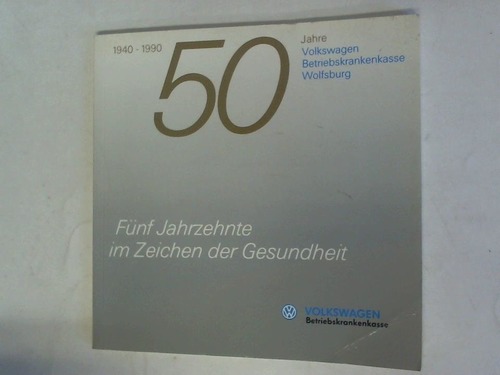 1940 - 1990
50
Jahre
Volkswagen
Betriebskrankenkasse
Wolfsburg
Fünf Jahrzehnte
im Zeichen der Gesundheit
VOLKSWAGEN
Betriebskrankenkasse